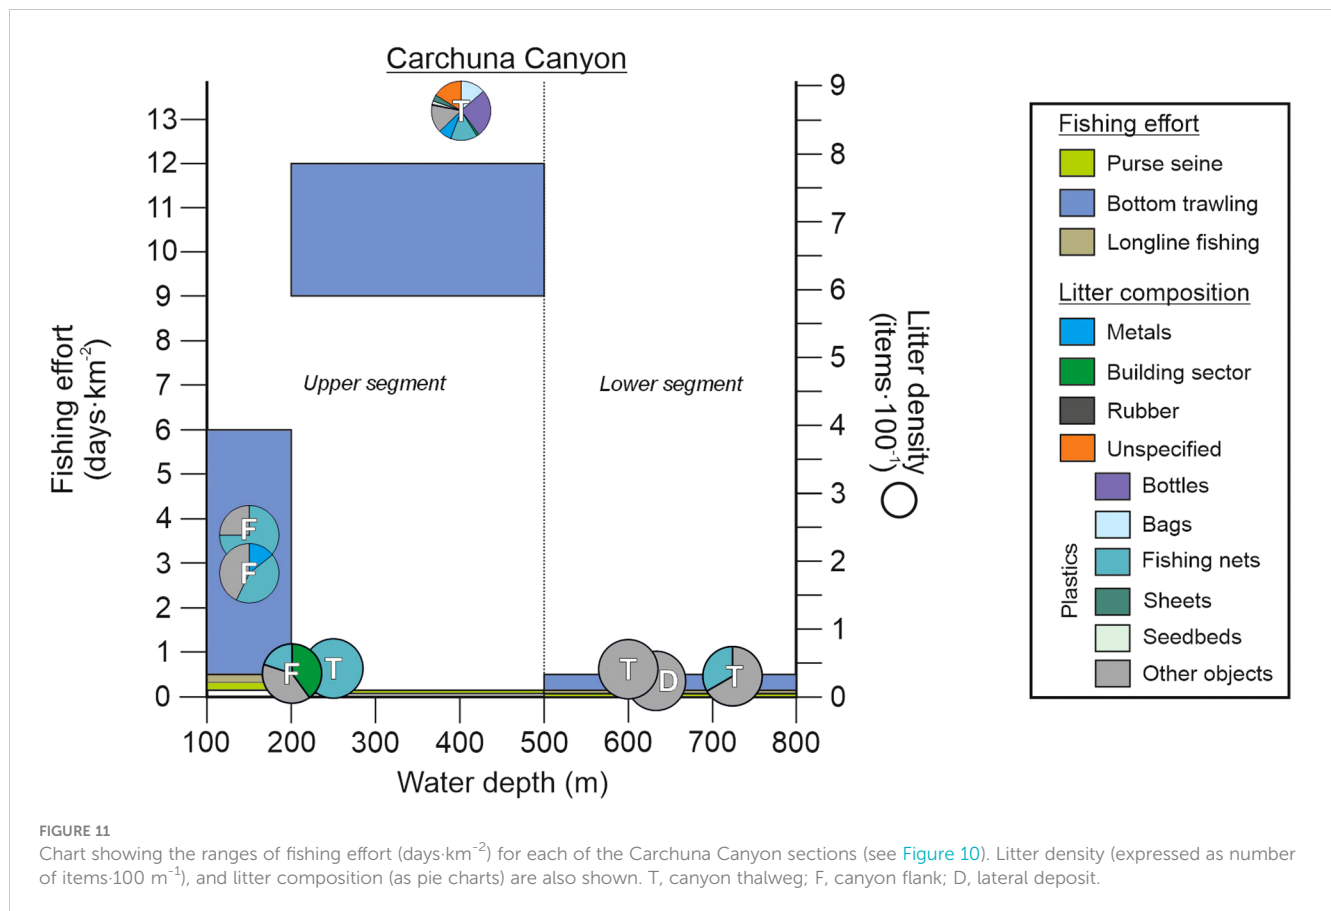 Carchuna Canyon
13
12
11
10
9
8
7
6
5
4
3
2
1
0
Fishing effort
(days·km⁻²)
9
8
7
6
5
4
3
2
1
0
Litter density
(items·100⁻¹)
T
Upper segment
Lower segment
F
F
F
T
T
D
T
100 200 300 400 500 600 700 800
Water depth (m)
Fishing effort
Purse seine
Bottom trawling
Longline fishing
Litter composition
Metals
Building sector
Rubber
Unspecified
Plastics
Bottles
Bags
Fishing nets
Sheets
Seedbeds
Other objects
FIGURE 11
Chart showing the ranges of fishing effort (days·km⁻²) for each of the Carchuna Canyon sections (see Figure 10). Litter density (expressed as number
of items·100 m⁻¹), and litter composition (as pie charts) are also shown. T, canyon thalweg; F, canyon flank; D, lateral deposit.